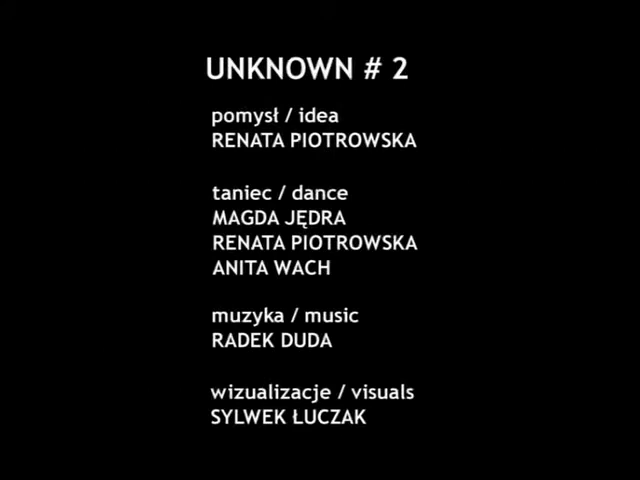 UNKNOWN # 2
pomysł / idea
RENATA PIOTROWSKA
taniec / dance
MAGDA JĘDRA
RENATA PIOTROWSKA
ANITA WACH
muzyka / music
RADEK DUDA
wizualizacje / visuals
SYLWEK ŁUCZAK